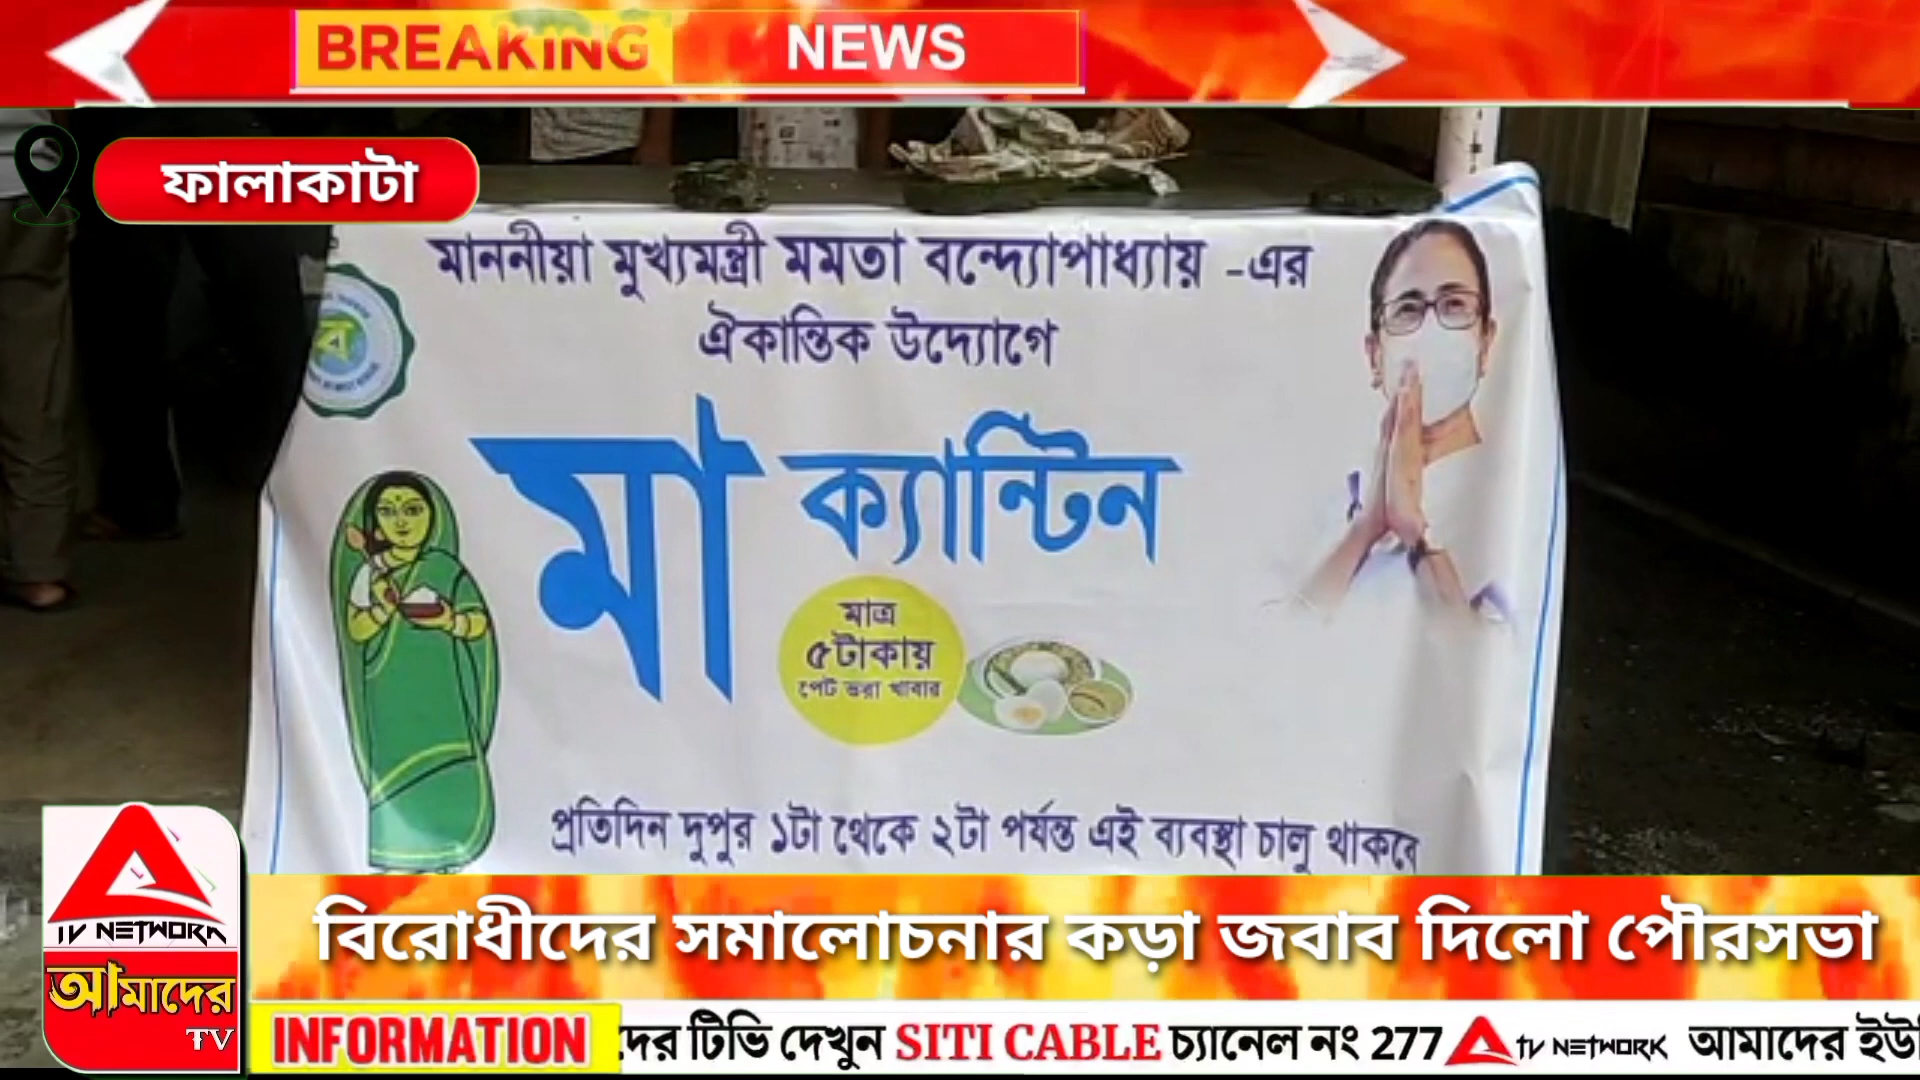 BREAKING NEWS
ফালাকাটা
মাননীয়া মুখ্যমন্ত্রী মমতা বন্দ্যোপাধ্যায় -এর
ঐকান্তিক উদ্যোগে
মা ক্যান্টিন
মাত্র
৫টাকায়
পেট ভরা খাবার
প্রতিদিন দুপুর ১টা থেকে ২টা পর্যন্ত এই ব্যবস্থা চালু থাকবে
বিরোধীদের সমালোচনার কড়া জবাব দিলো পৌরসভা
TV NETWORK
আমাদের
TV
INFORMATION দের টিভি দেখুন SITI CABLE চ্যানেল নং 277 TV NETWORK আমাদের ইউ